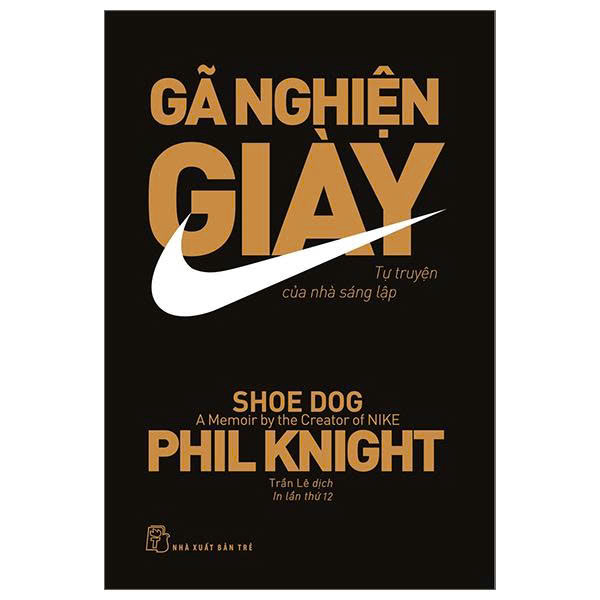 GÃ NGHIỆN
GIÀY
Tự truyện
của nhà sáng lập
SHOE DOG
A Memoir by the Creator of NIKE
PHIL KNIGHT
Trần Lê dịch
In lần thứ 12
NHÀ XUẤT BẢN TRẺ